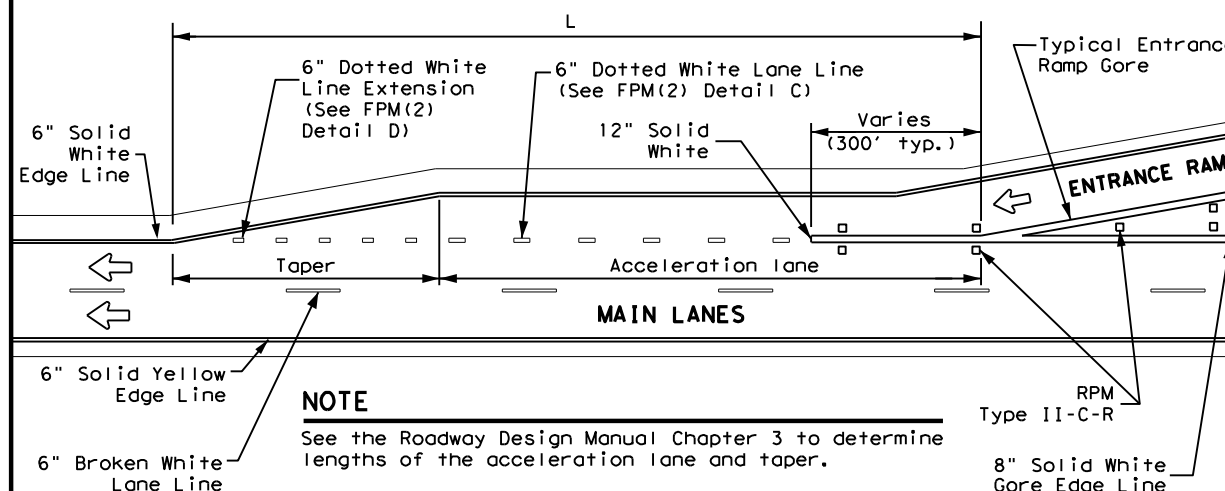 L
Typical Entrance
Ramp Gore
6" Dotted White
Line Extension
(See FPM(2)
Detail D)
6" Dotted White Lane Line
(See FPM(2) Detail C)
Varies
(300' typ.)
12" Solid
White
6" Solid
White
Edge Line
ENTRANCE RAM
Taper
Acceleration lane
MAIN LANES
6" Solid Yellow
Edge Line
NOTE
See the Roadway Design Manual Chapter 3 to determine
lengths of the acceleration lane and taper.
RPM
Type II-C-R
6" Broken White
Lane Line
8" Solid White
Gore Edge Line